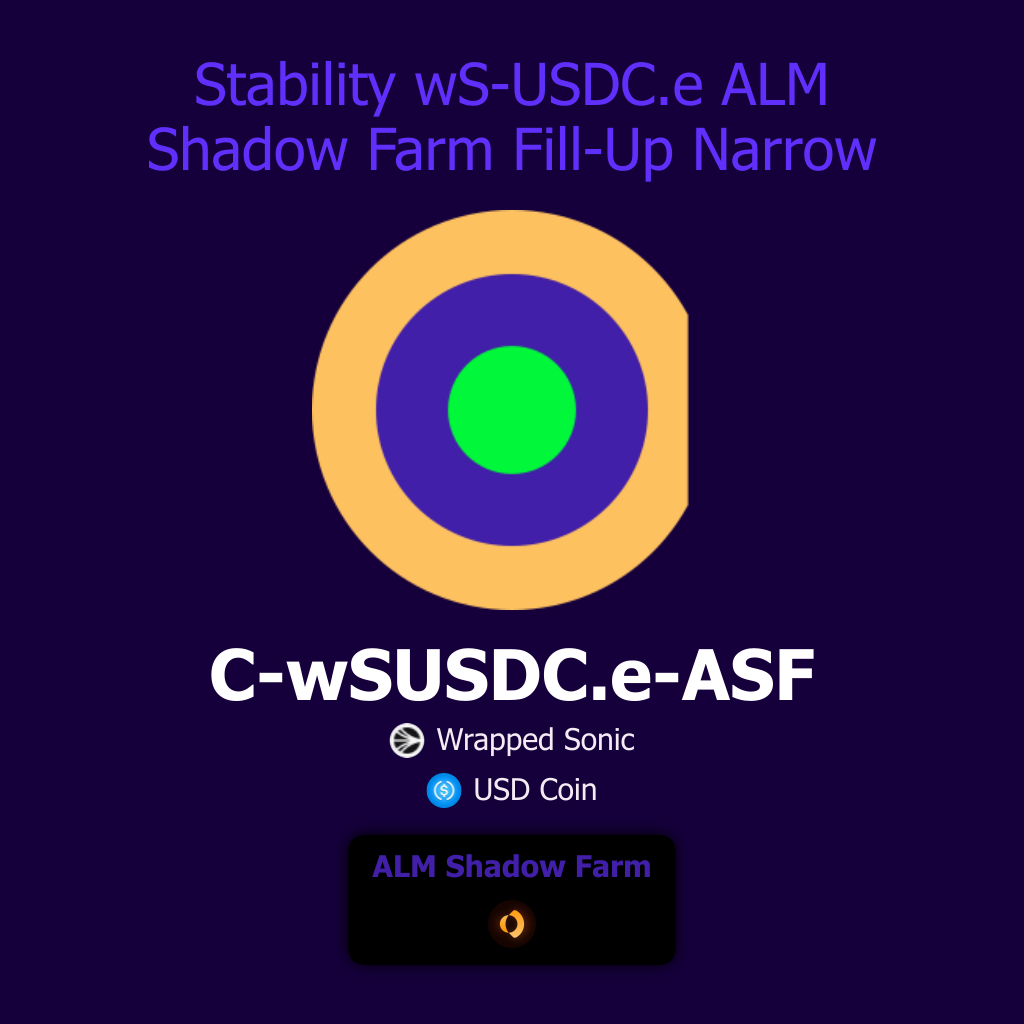 Stability wS-USDC.e ALM
Shadow Farm Fill-Up Narrow
C-wSUSDC.e-ASF
Wrapped Sonic
USD Coin
ALM Shadow Farm